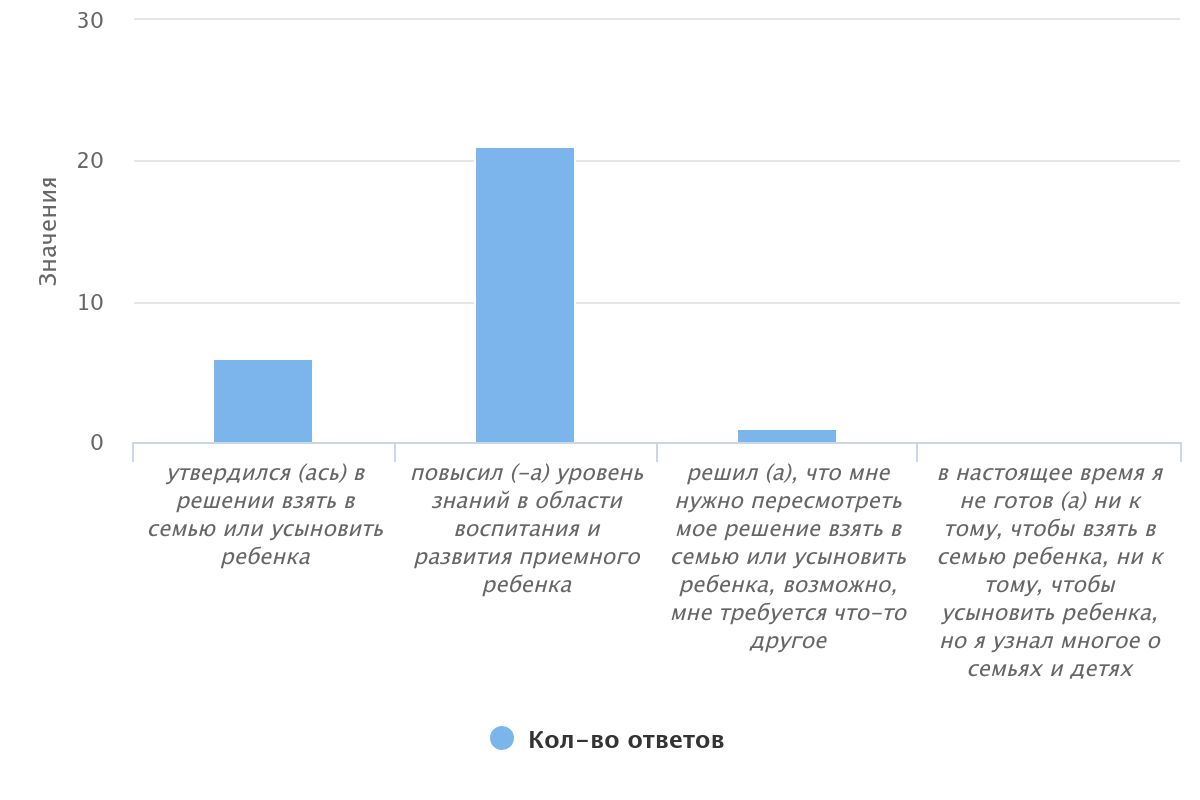 30
20
10
0
Значения
утвердился (ась) в
решении взять в
семью или усыновить
ребенка
повысил (-а) уровень
знаний в области
воспитания и
развития приемного
ребенка
решил (а), что мне
нужно пересмотреть
мое решение взять в
семью или усыновить
ребенка, возможно,
мне требуется что-то
другое
в настоящее время я
не готов (а) ни к
тому, чтобы взять в
семью ребенка, ни к
тому, чтобы
усыновить ребенка,
но я узнал многое о
семьях и детях
Кол-во ответов